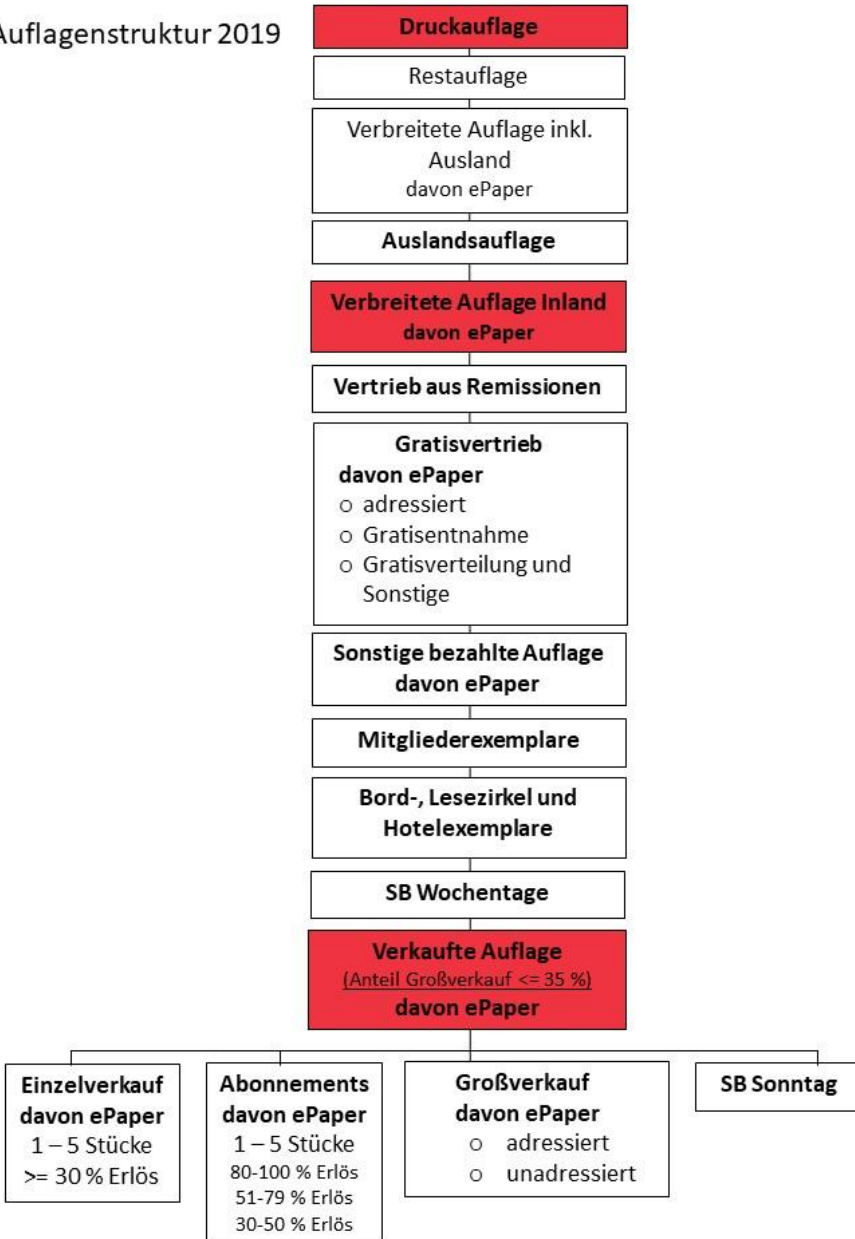 Auflagenstruktur 2019
Druckauflage
Restauflage
Verbreitete Auflage inkl.
Ausland
davon ePaper
Auslandsauflage
Verbreitete Auflage Inland
davon ePaper
Vertrieb aus Remissionen
Gratisvertrieb
davon ePaper
o adressiert
o Gratisentnahme
o Gratisverteilung und
Sonstige
Sonstige bezahlte Auflage
davon ePaper
Mitgliederexemplare
Bord-, Lesezirkel und
Hotelexemplare
SB Wochentage
Verkaufte Auflage
(Anteil Großverkauf <= 35 %)
davon ePaper
Einzelverkauf
davon ePaper
1 – 5 Stücke
>= 30 % Erlös
Abonnements
davon ePaper
1 – 5 Stücke
80-100 % Erlös
51-79 % Erlös
30-50 % Erlös
Großverkauf
davon ePaper
o adressiert
o unadressiert
SB Sonntag